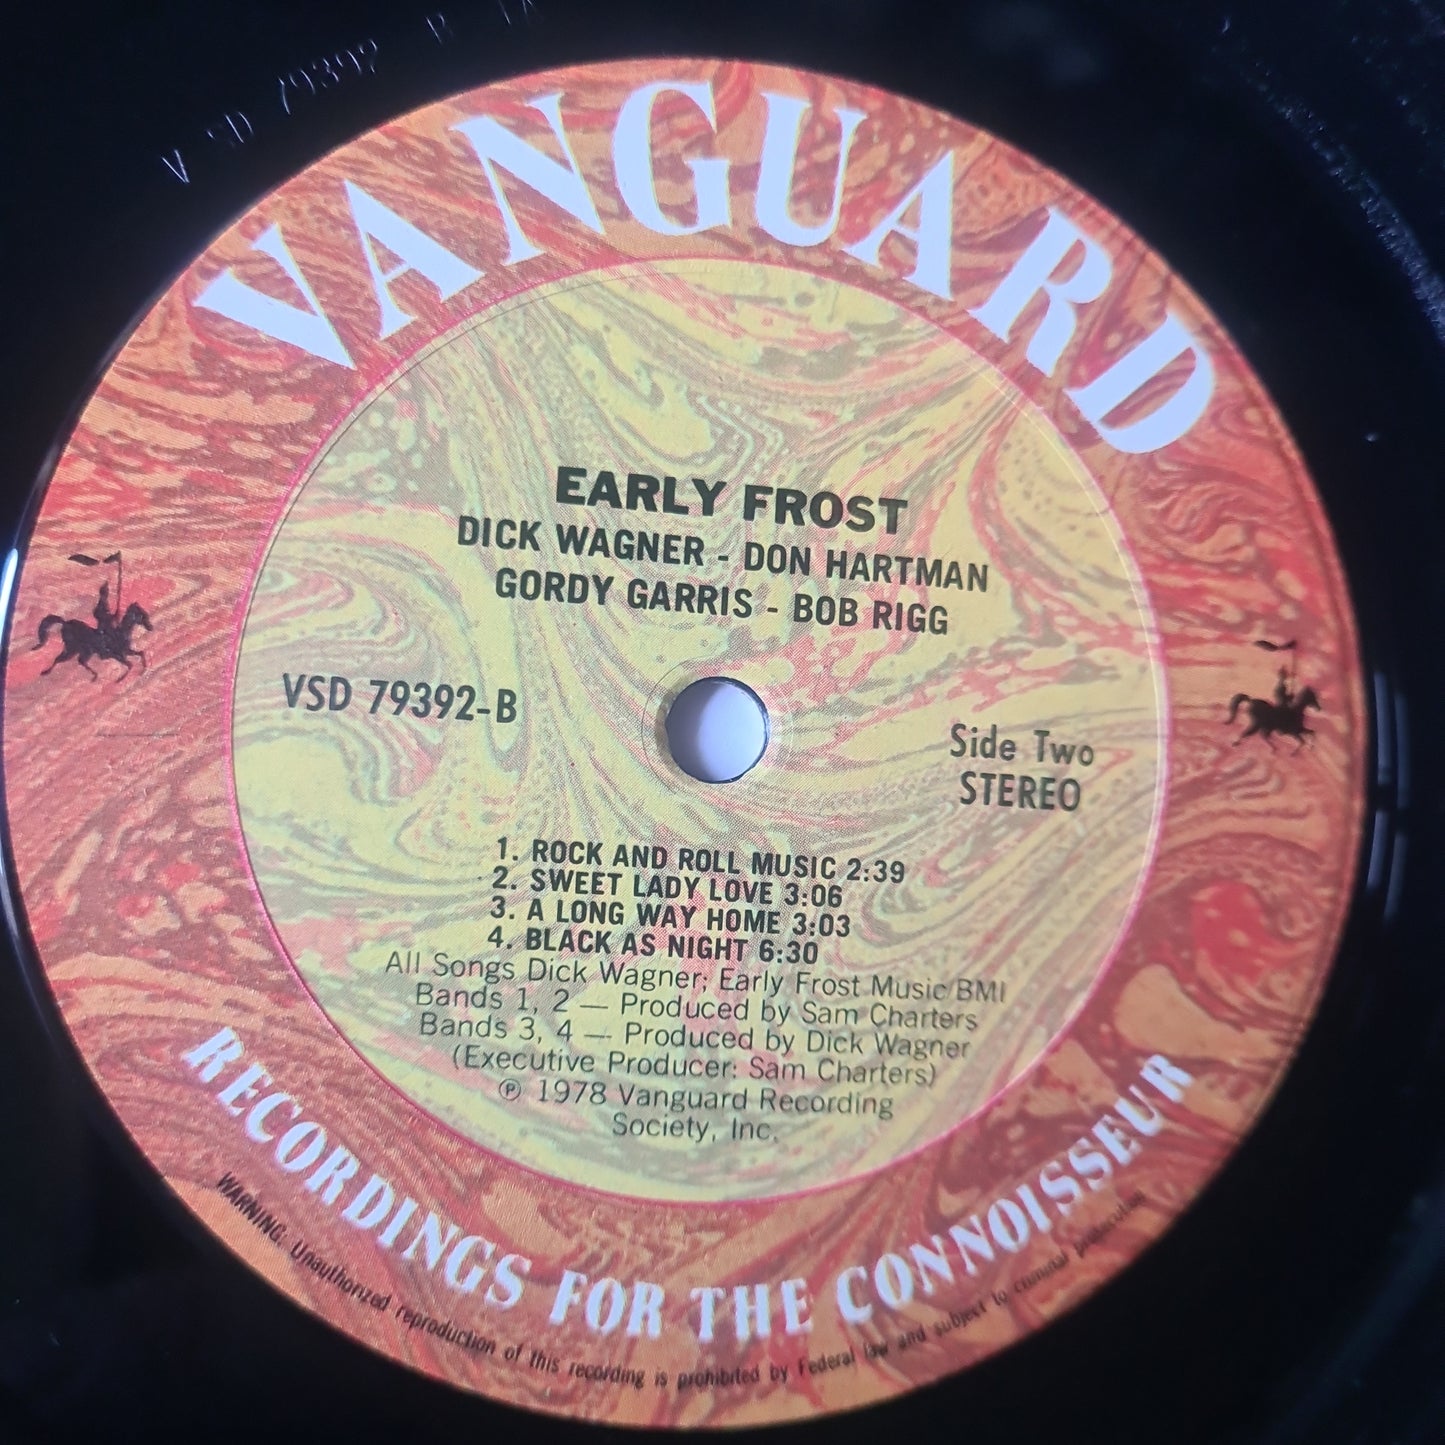 VSD 79392 B
VANGUARD
EARLY FROST
DICK WAGNER - DON HARTMAN
GORDY GARRIS - BOB RIGG
VSD 79392-B
Side Two
STEREO
1. ROCK AND ROLL MUSIC 2:39
2. SWEET LADY LOVE 3:06
3. A LONG WAY HOME 3:03
4. BLACK AS NIGHT 6:30
All Songs Dick Wagner; Early Frost Music/BMI
Bands 1, 2 — Produced by Sam Charters
Bands 3, 4 — Produced by Dick Wagner
(Executive Producer: Sam Charters)
℗ 1978 Vanguard Recording
Society, Inc.
RECORDINGS FOR THE CONNOISSEUR
WARNING: Unauthorized reproduction of this recording is prohibited by Federal law and subject to criminal prosecution